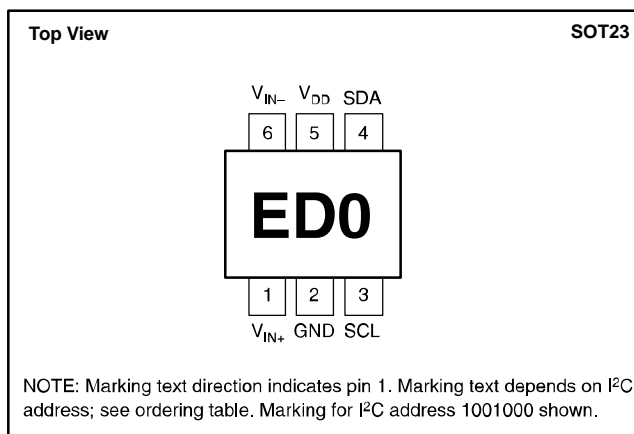 Top View SOT23
V_IN– V_DD SDA
6 5 4
ED0
1 2 3
V_IN+ GND SCL
NOTE: Marking text direction indicates pin 1. Marking text depends on I²C
address; see ordering table. Marking for I²C address 1001000 shown.